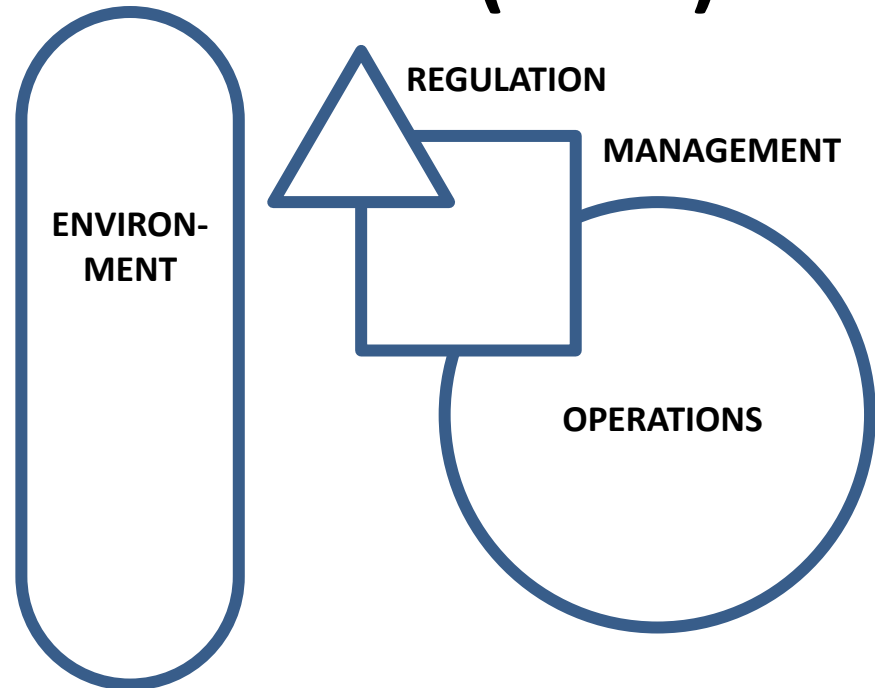 REGULATION
MANAGEMENT
ENVIRON-
MENT
OPERATIONS